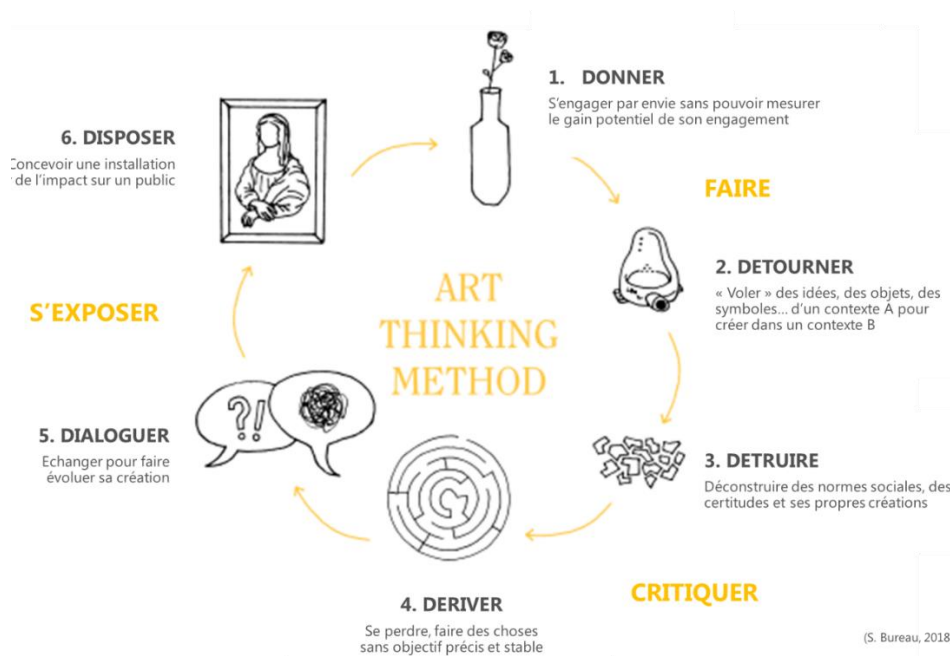 1. DONNER
S'engager par envie sans pouvoir mesurer
le gain potentiel de son engagement
FAIRE
2. DETOURNER
« Voler » des idées, des objets, des
symboles... d'un contexte A pour
créer dans un contexte B
3. DETRUIRE
Déconstruire des normes sociales, des
certitudes et ses propres créations
CRITIQUER
4. DERIVER
Se perdre, faire des choses
sans objectif précis et stable
5. DIALOGUER
Echanger pour faire
évoluer sa création
?!
S'EXPOSER
6. DISPOSER
Concevoir une installation
de l'impact sur un public
ART
THINKING
METHOD
(S. Bureau, 2018